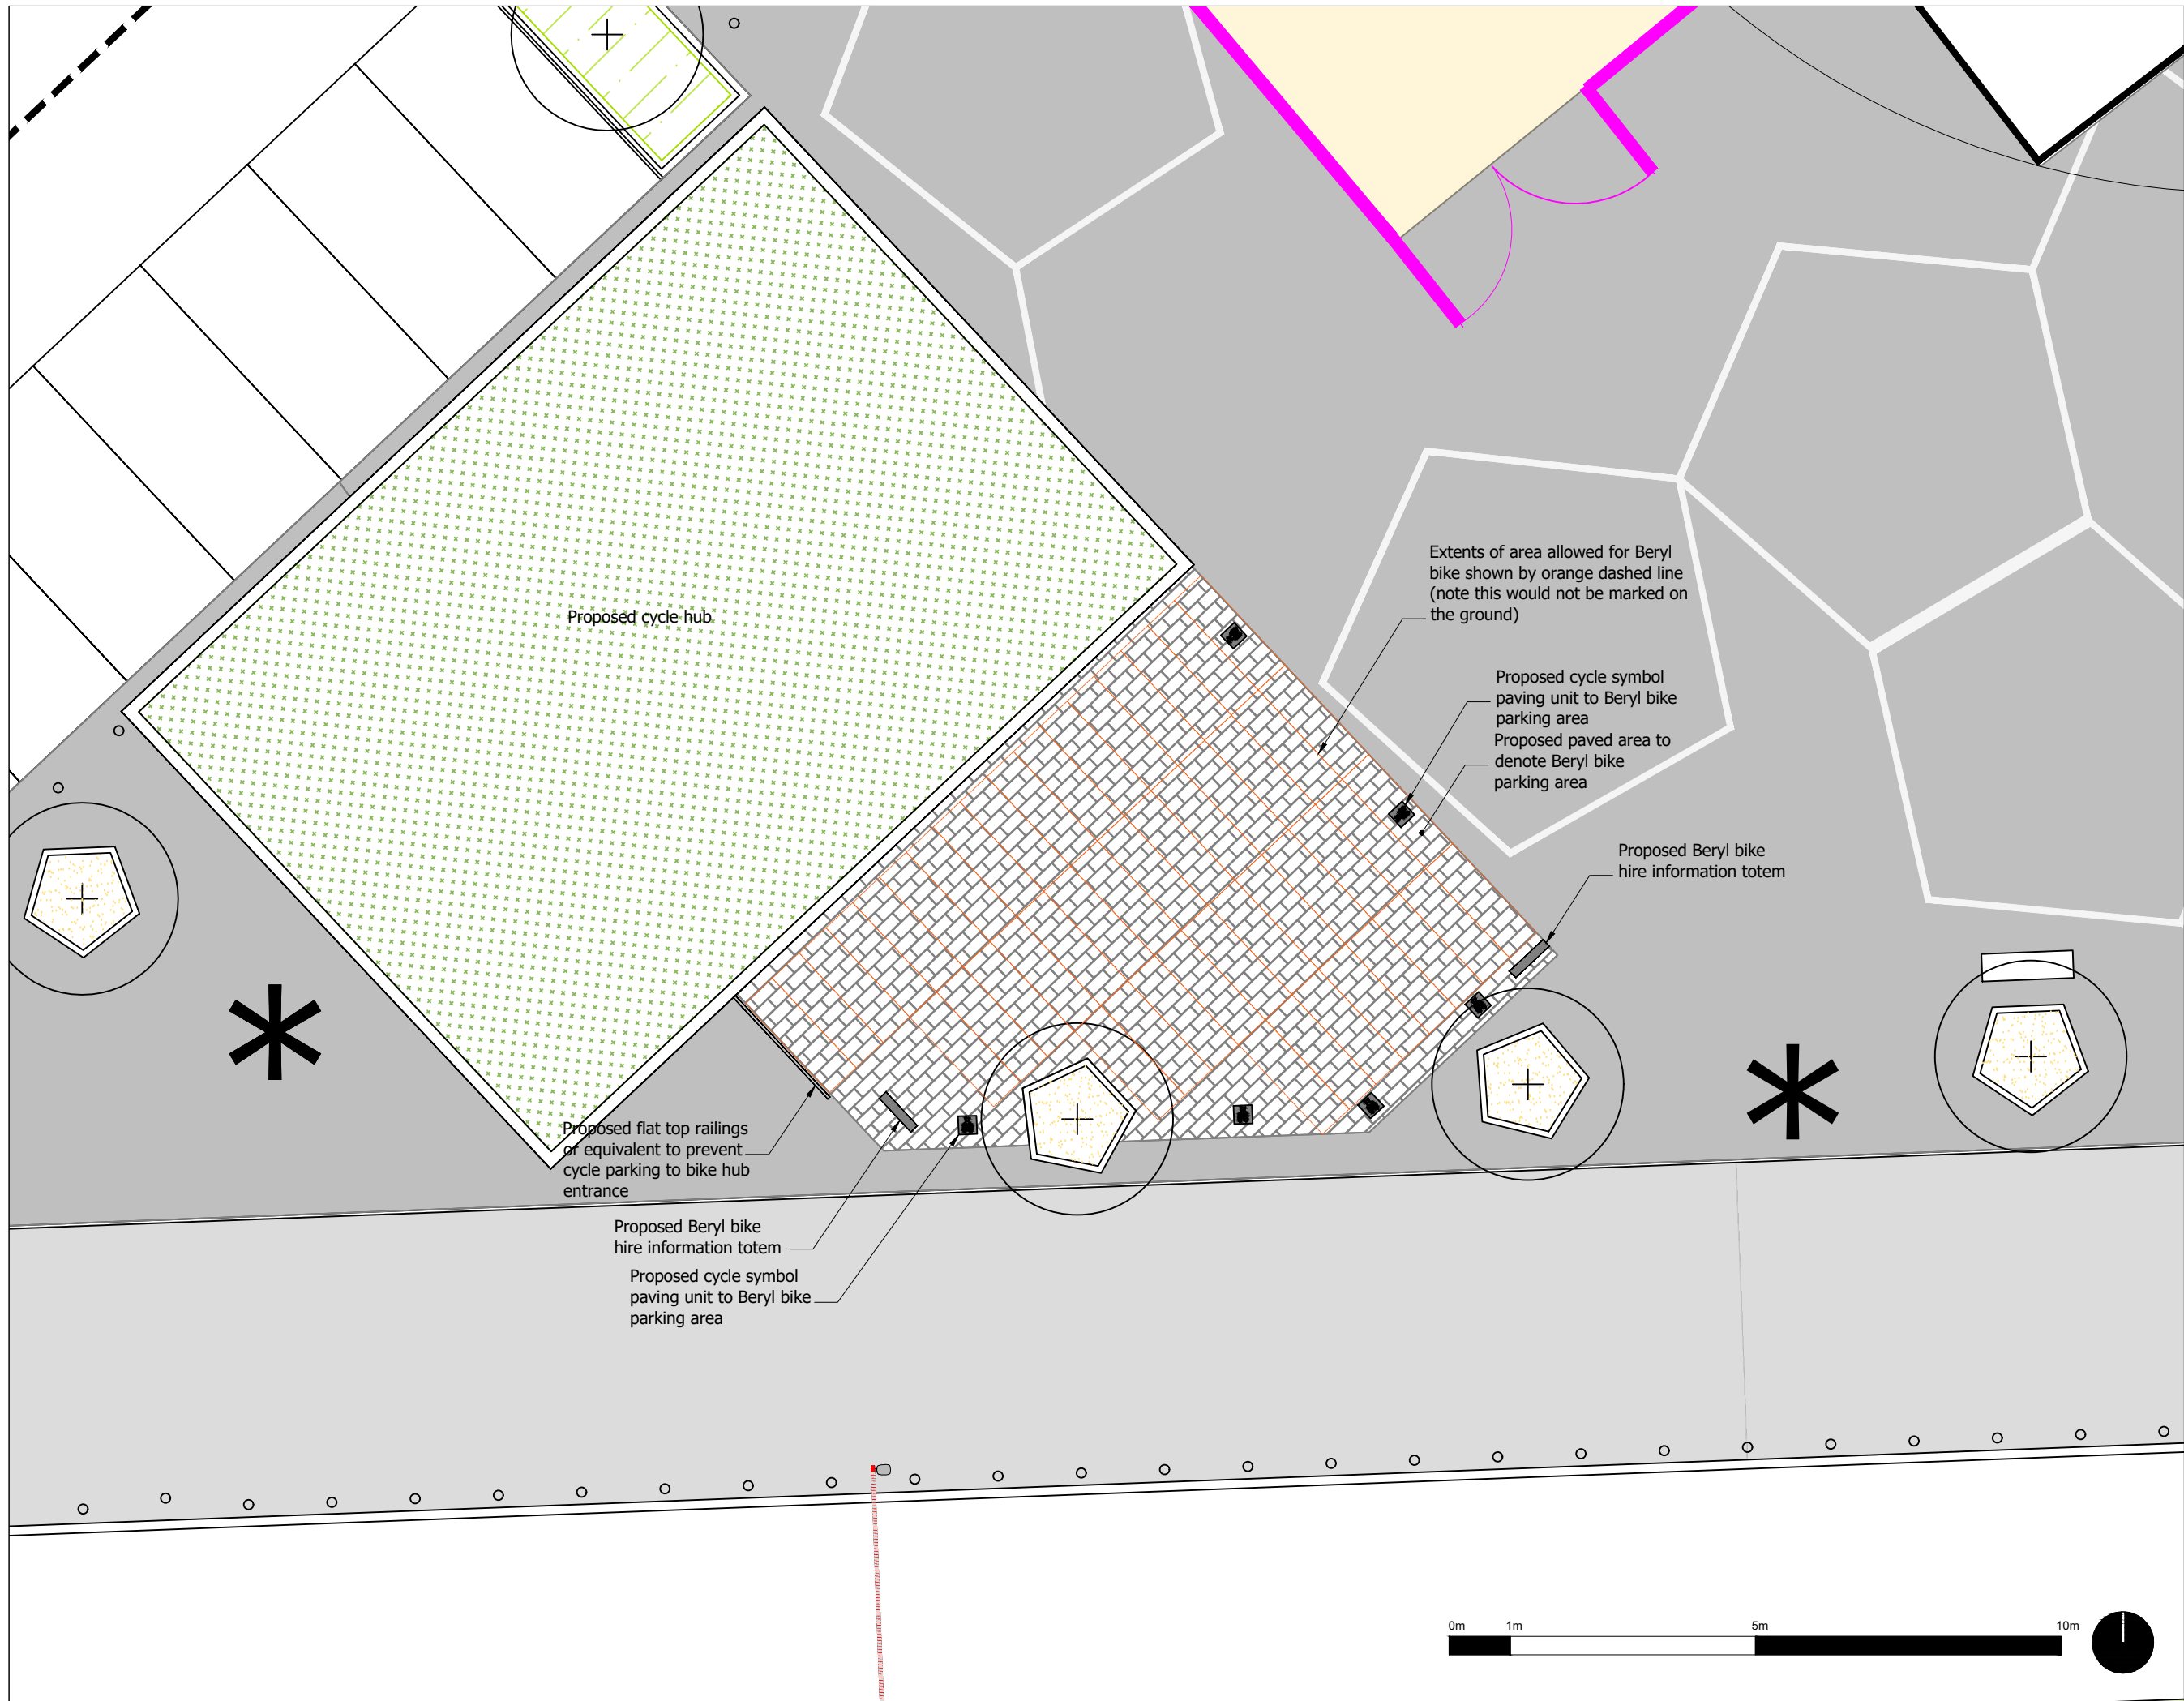 Extents of area allowed for Beryl
bike shown by orange dashed line
(note this would not be marked on
the ground)
Proposed cycle hub
Proposed cycle symbol
paving unit to Beryl bike
parking area
Proposed paved area to
denote Beryl bike
parking area
Proposed Beryl bike
hire information totem
Proposed flat top railings
or equivalent to prevent
cycle parking to bike hub
entrance
Proposed Beryl bike
hire information totem
Proposed cycle symbol
paving unit to Beryl bike
parking area
0m 1m 5m 10m